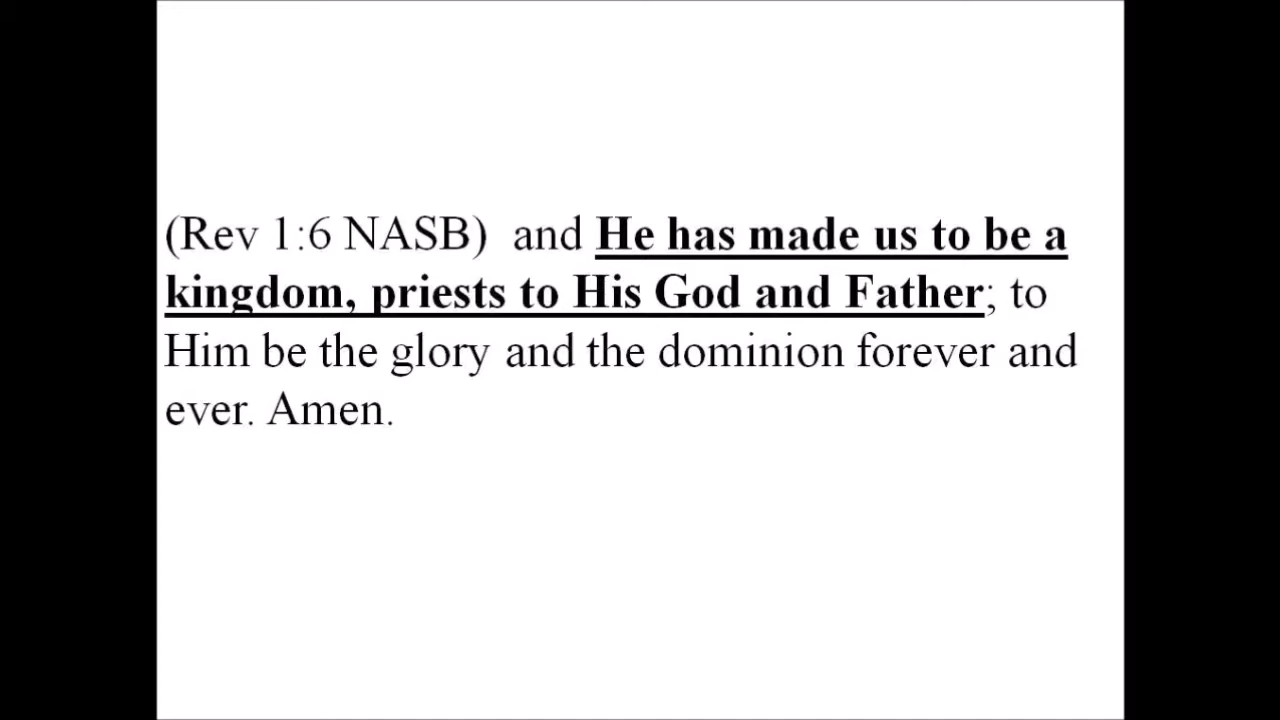 (Rev 1:6 NASB)  and He has made us to be a
kingdom, priests to His God and Father; to
Him be the glory and the dominion forever and
ever. Amen.